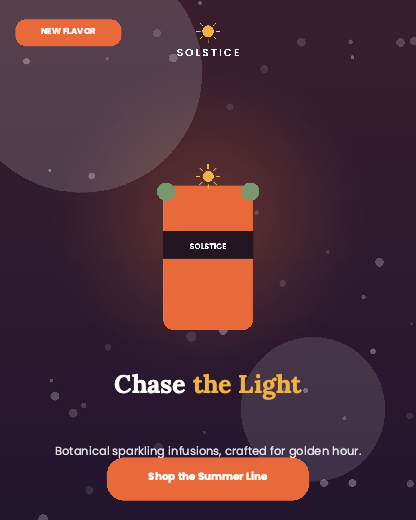 NEW FLAVOR
SOLSTICE
SOLSTICE
Chase the Light
Botanical sparkling infusions, crafted for golden hour.
Shop the Summer Line